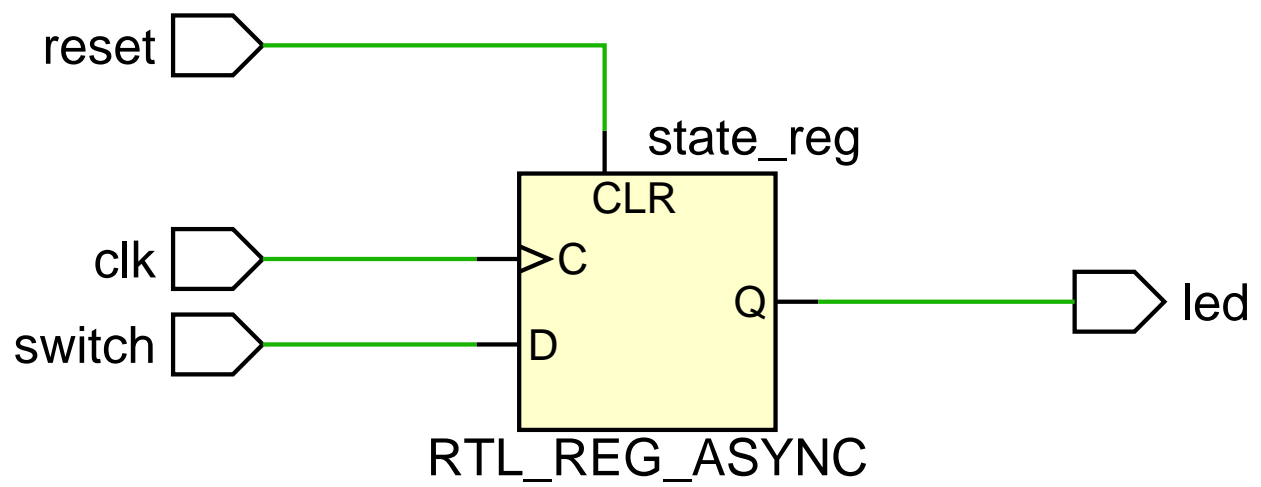 reset
state_reg
CLR
clk
C
Q
led
switch
D
RTL_REG_ASYNC